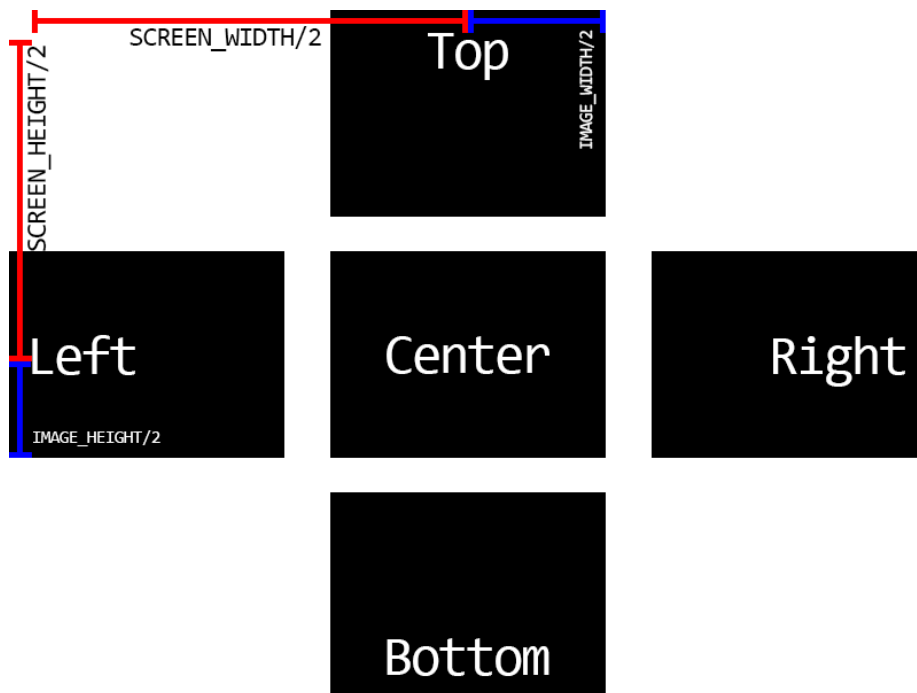 SCREEN_WIDTH/2
Top
IMAGE_WIDTH/2
SCREEN_HEIGHT/2
Left
Center
Right
IMAGE_HEIGHT/2
Bottom